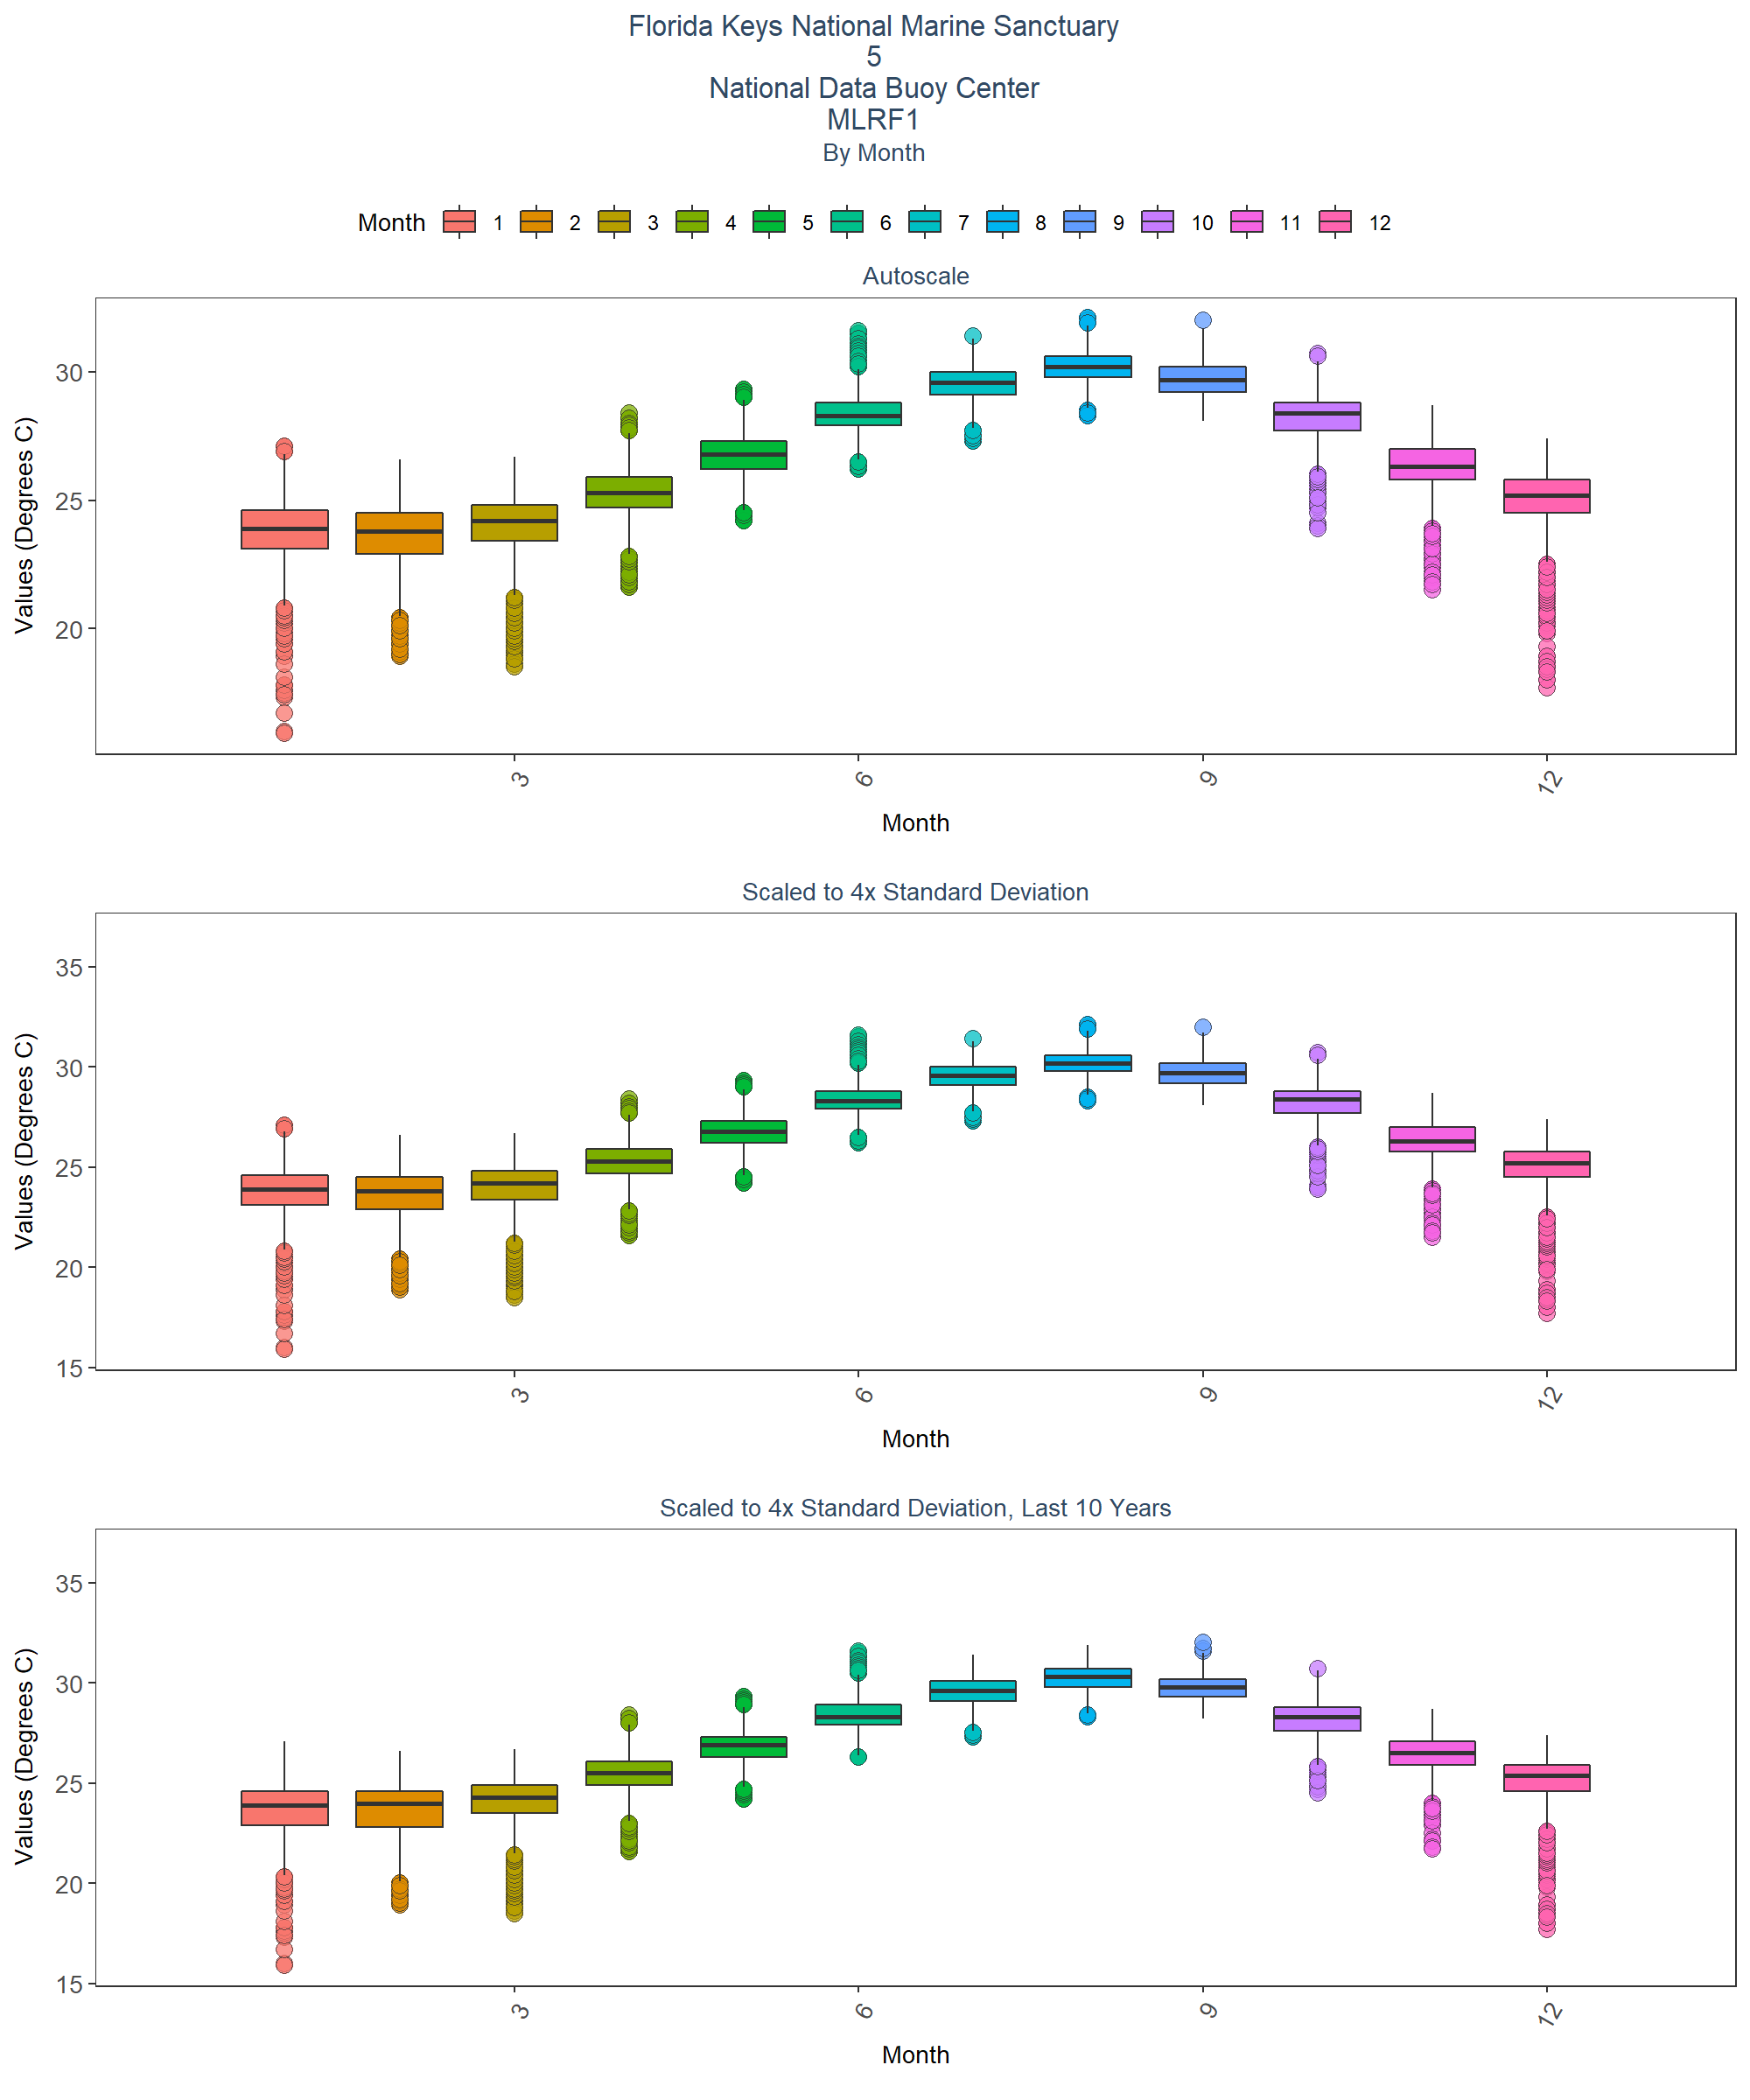 Florida Keys National Marine Sanctuary
5
National Data Buoy Center
MLRF1
By Month
Month 1 2 3 4 5 6 7 8 9 10 11 12
Autoscale
Values (Degrees C)
30
25
20
3 6 9 12
Month
Scaled to 4x Standard Deviation
Values (Degrees C)
35
30
25
20
15
3 6 9 12
Month
Scaled to 4x Standard Deviation, Last 10 Years
Values (Degrees C)
35
30
25
20
15
3 6 9 12
Month